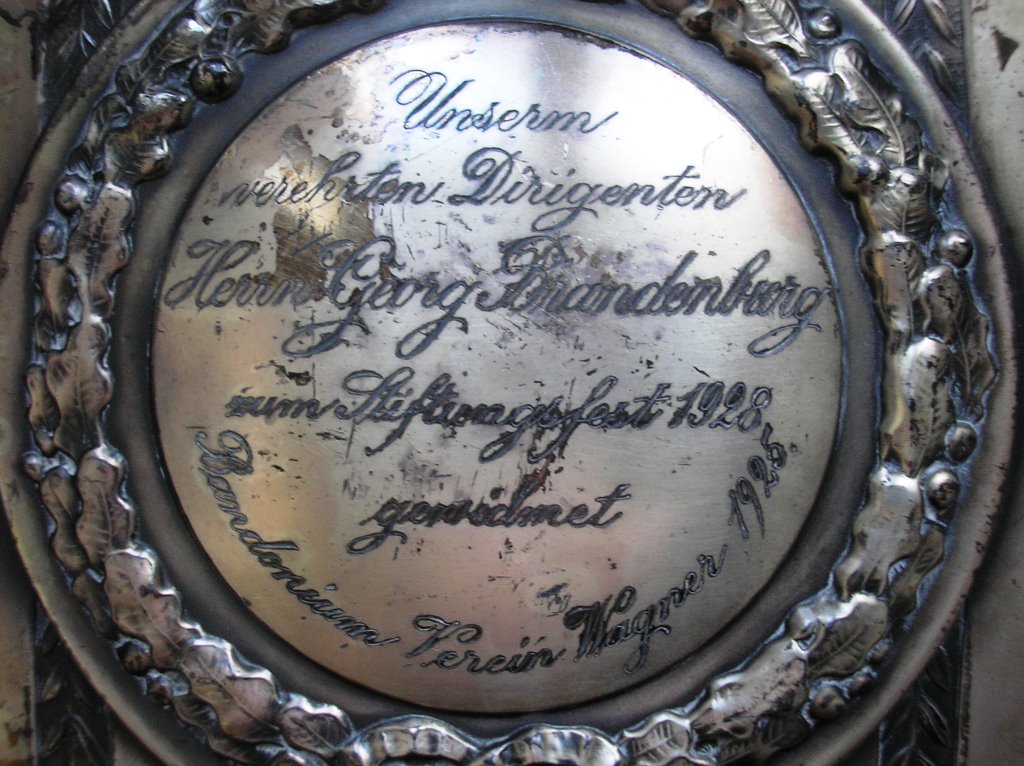 Unserm
verehrten Dirigenten
Herrn Georg Brandenburg
zum Stiftungsfest 1928
gewidmet
Bandonium Verein Wagner 1925.